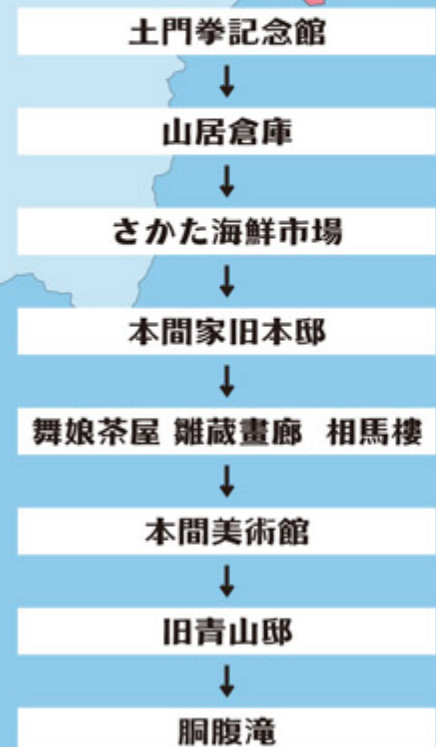 土門拳記念館
↓
山居倉庫
↓
さかた海鮮市場
↓
本間家旧本邸
↓
舞娘茶屋 雛蔵畫廊 相馬樓
↓
本間美術館
↓
旧青山邸
↓
胴腹滝